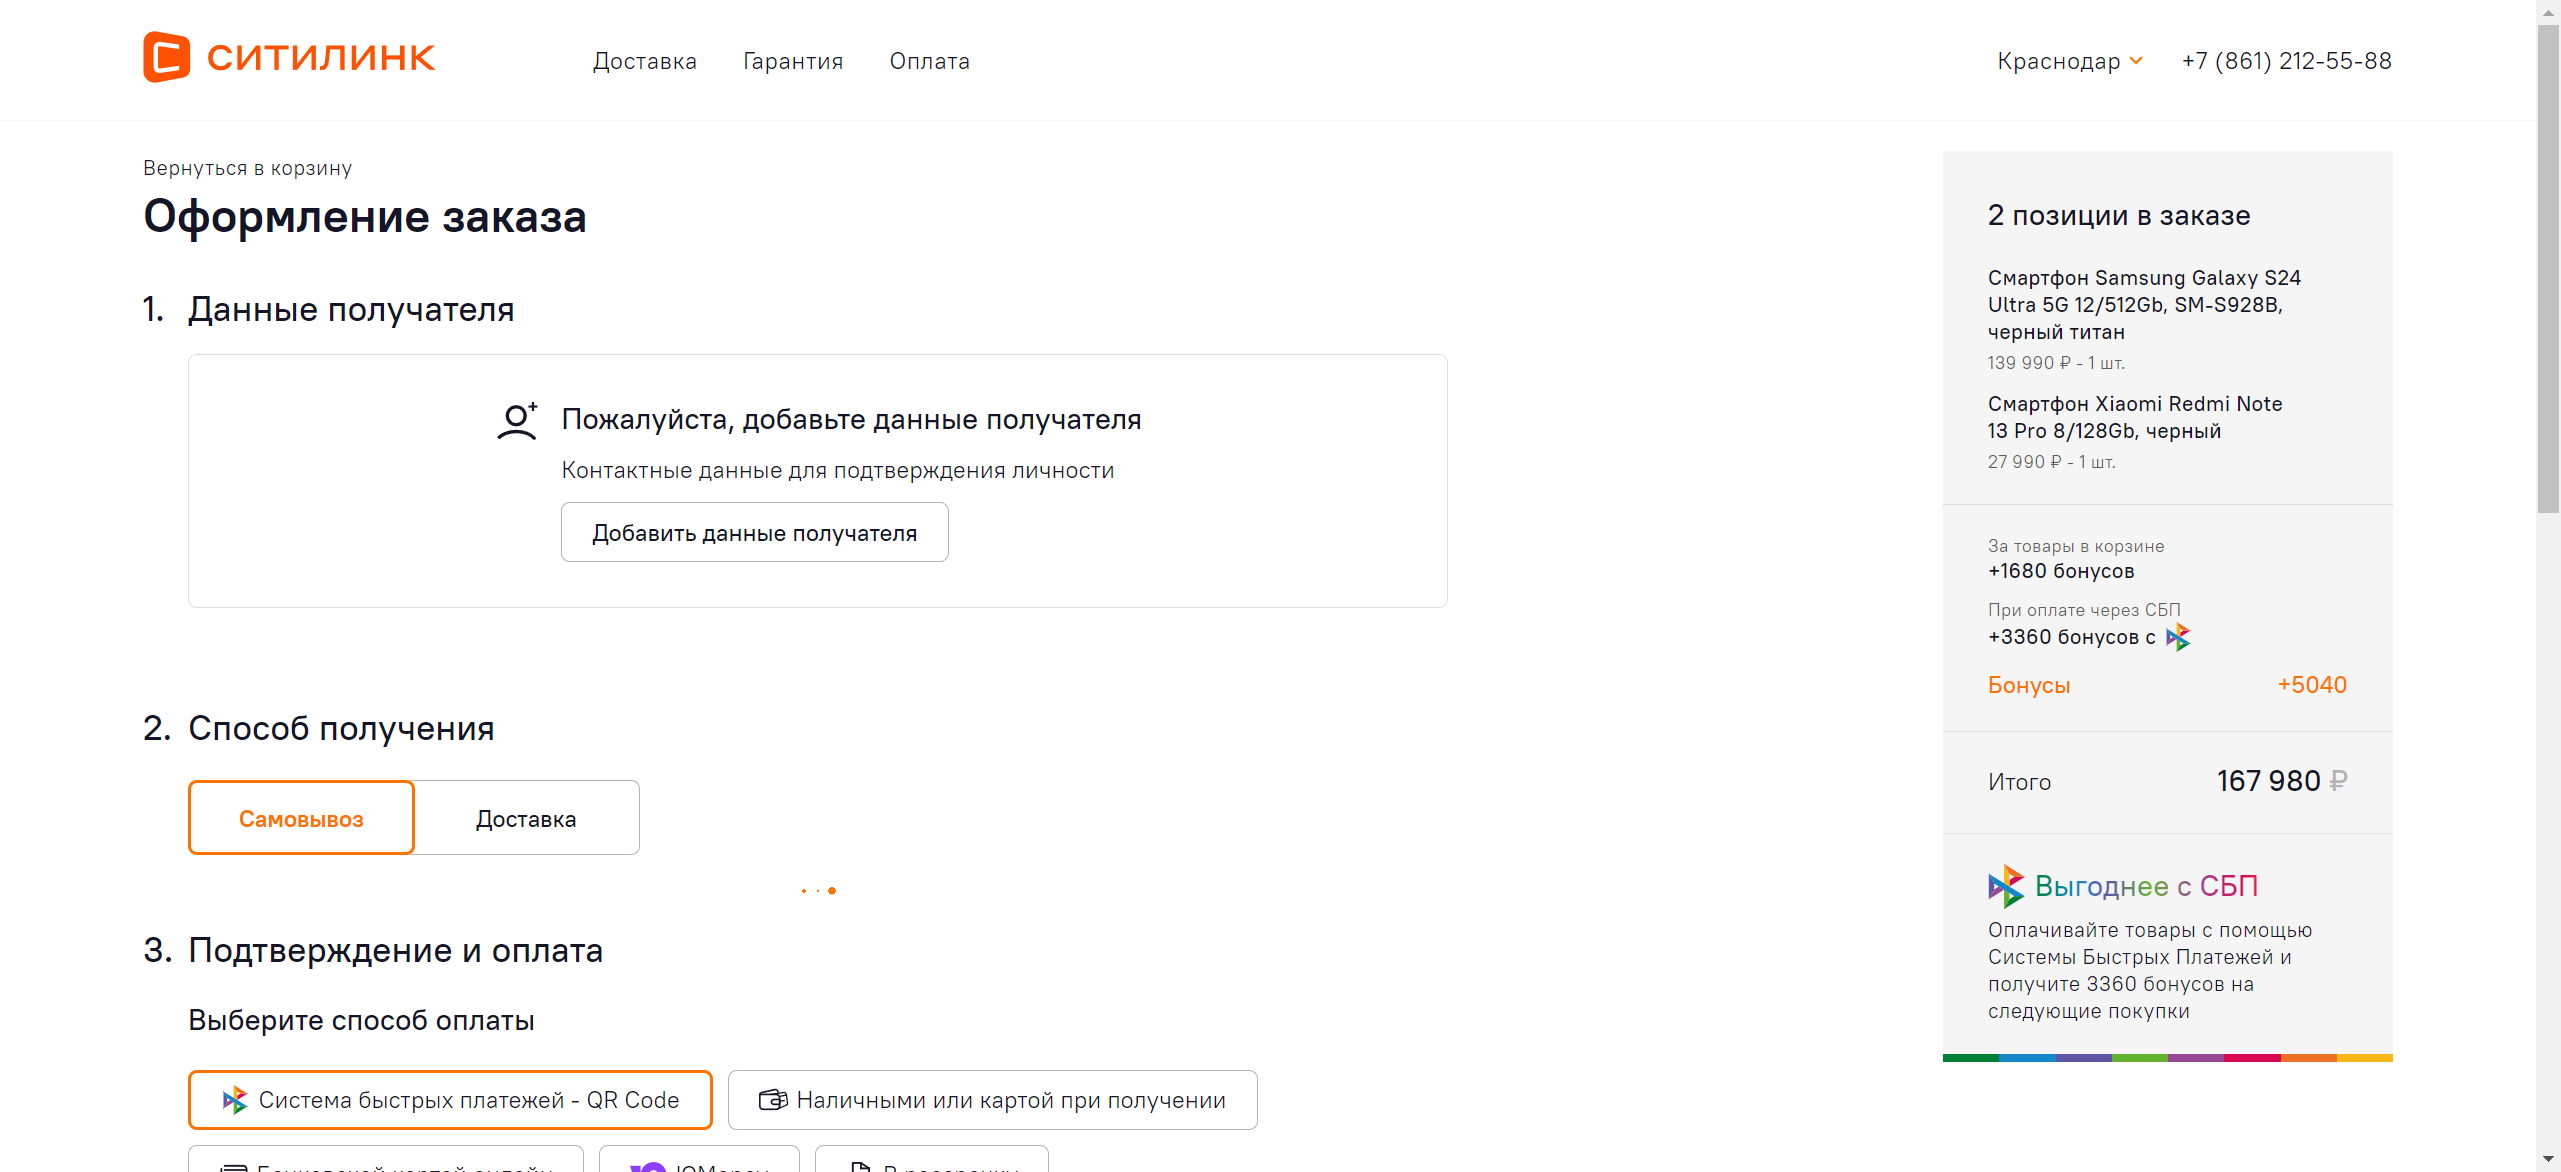 СИТИЛИНК
Доставка Гарантия Оплата
Краснодар +7 (861) 212-55-88
Вернуться в корзину
Оформление заказа
1. Данные получателя
Пожалуйста, добавьте данные получателя
Контактные данные для подтверждения личности
Добавить данные получателя
2. Способ получения
Самовывоз Доставка
3. Подтверждение и оплата
Выберите способ оплаты
Система быстрых платежей - QR Code Наличными или картой при получении
Банковской картой онлайн ЮMoney В рассрочку
2 позиции в заказе
Смартфон Samsung Galaxy S24
Ultra 5G 12/512Gb, SM-S928B,
черный титан
139 990 ₽ - 1 шт.
Смартфон Xiaomi Redmi Note
13 Pro 8/128Gb, черный
27 990 ₽ - 1 шт.
За товары в корзине
+1680 бонусов
При оплате через СБП
+3360 бонусов с
Бонусы +5040
Итого 167 980 ₽
Выгоднее с СБП
Оплачивайте товары с помощью
Системы Быстрых Платежей и
получите 3360 бонусов на
следующие покупки